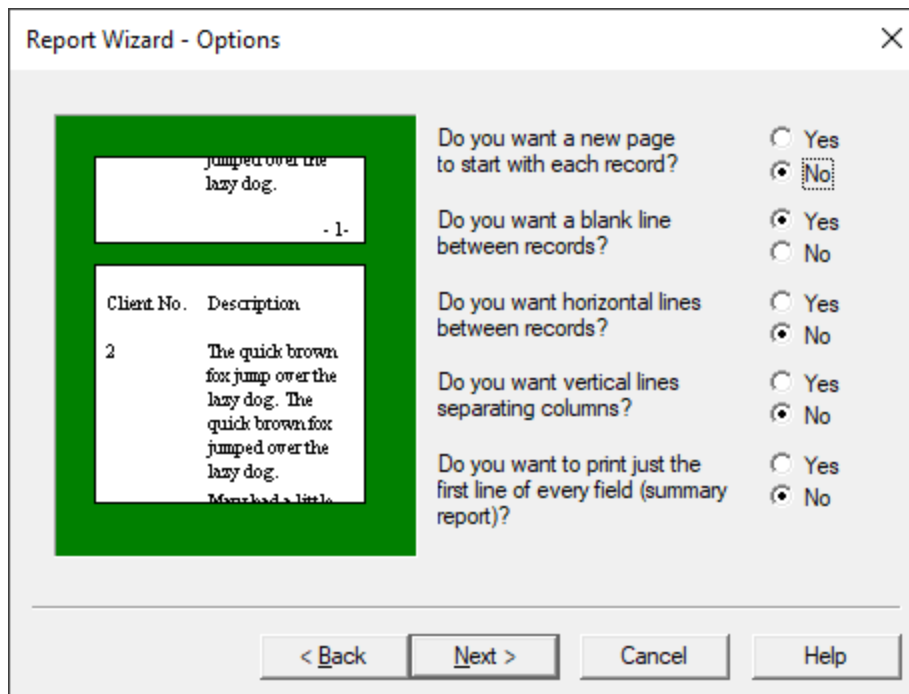 Report Wizard - Options
jumped over the
lazy dog.
- 1-
Client No. Description
2 The quick brown
fox jump over the
lazy dog. The
quick brown fox
jumped over the
lazy dog.
Mary had a little
Do you want a new page
to start with each record?
Yes
No
Do you want a blank line
between records?
Yes
No
Do you want horizontal lines
between records?
Yes
No
Do you want vertical lines
separating columns?
Yes
No
Do you want to print just the
first line of every field (summary
report)?
Yes
No
< Back
Next >
Cancel
Help